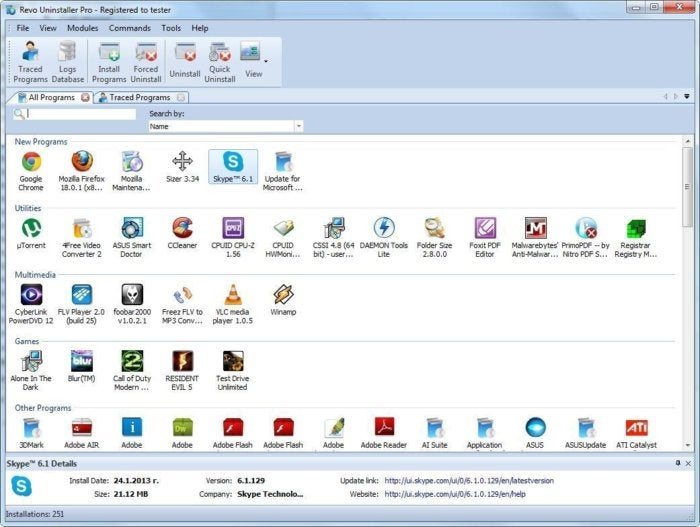 Revo Uninstaller Pro - Registered to tester
File View Modules Commands Tools Help
Traced Programs
Logs Database
Install Programs
Forced Uninstall
Uninstall
Quick Uninstall
View
All Programs Traced Programs
Search by:
Name
New Programs
Google Chrome
Mozilla Firefox 18.0.1 (x8...
Mozilla Maintena...
Sizer 3.34
Skype™ 6.1
Update for Microsoft ...
Utilities
µTorrent
4Free Video Converter 2
ASUS Smart Doctor
CCleaner
CPUID CPU-Z 1.56
CPUID HWMoni...
CSSI 4.8 (64 bit) - user...
DAEMON Tools Lite
Folder Size 2.8.0.0
Foxit PDF Editor
Malwarebytes' Anti-Malwar...
PrimoPDF -- by Nitro PDF S...
Registrar Registry M...
Multimedia
CyberLink PowerDVD 12
FLV Player 2.0 (build 25)
foobar2000 v1.0.2.1
Freez FLV to MP3 Conv...
VLC media player 1.0.5
Winamp
Games
Alone In The Dark
Blur(TM)
Call of Duty Modern ...
RESIDENT EVIL 5
Test Drive Unlimited
Other Programs
3DMark
Adobe AIR
Adobe
Adobe
Adobe Flash
Adobe Flash
Adobe
Adobe Reader
AI Suite
Application
ASUS
ASUSUpdate
ATI Catalyst
Skype™ 6.1 Details
Install Date: 24.1.2013 г. Version: 6.1.129 Update link: http://ui.skype.com/ui/0/6.1.0.129/en/latestversion
Size: 21.12 MB Company: Skype Technolo... Website: http://ui.skype.com/ui/0/6.1.0.129/en/help
Installations: 251